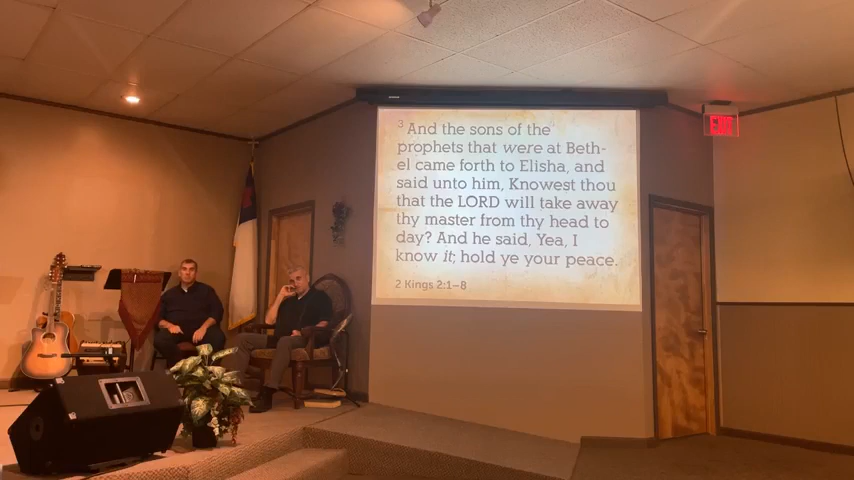 3 And the sons of the
prophets that were at Beth-
el came forth to Elisha, and
said unto him, Knowest thou
that the LORD will take away
thy master from thy head to
day? And he said, Yea, I
know it; hold ye your peace.
2 Kings 2:1–8
EXIT